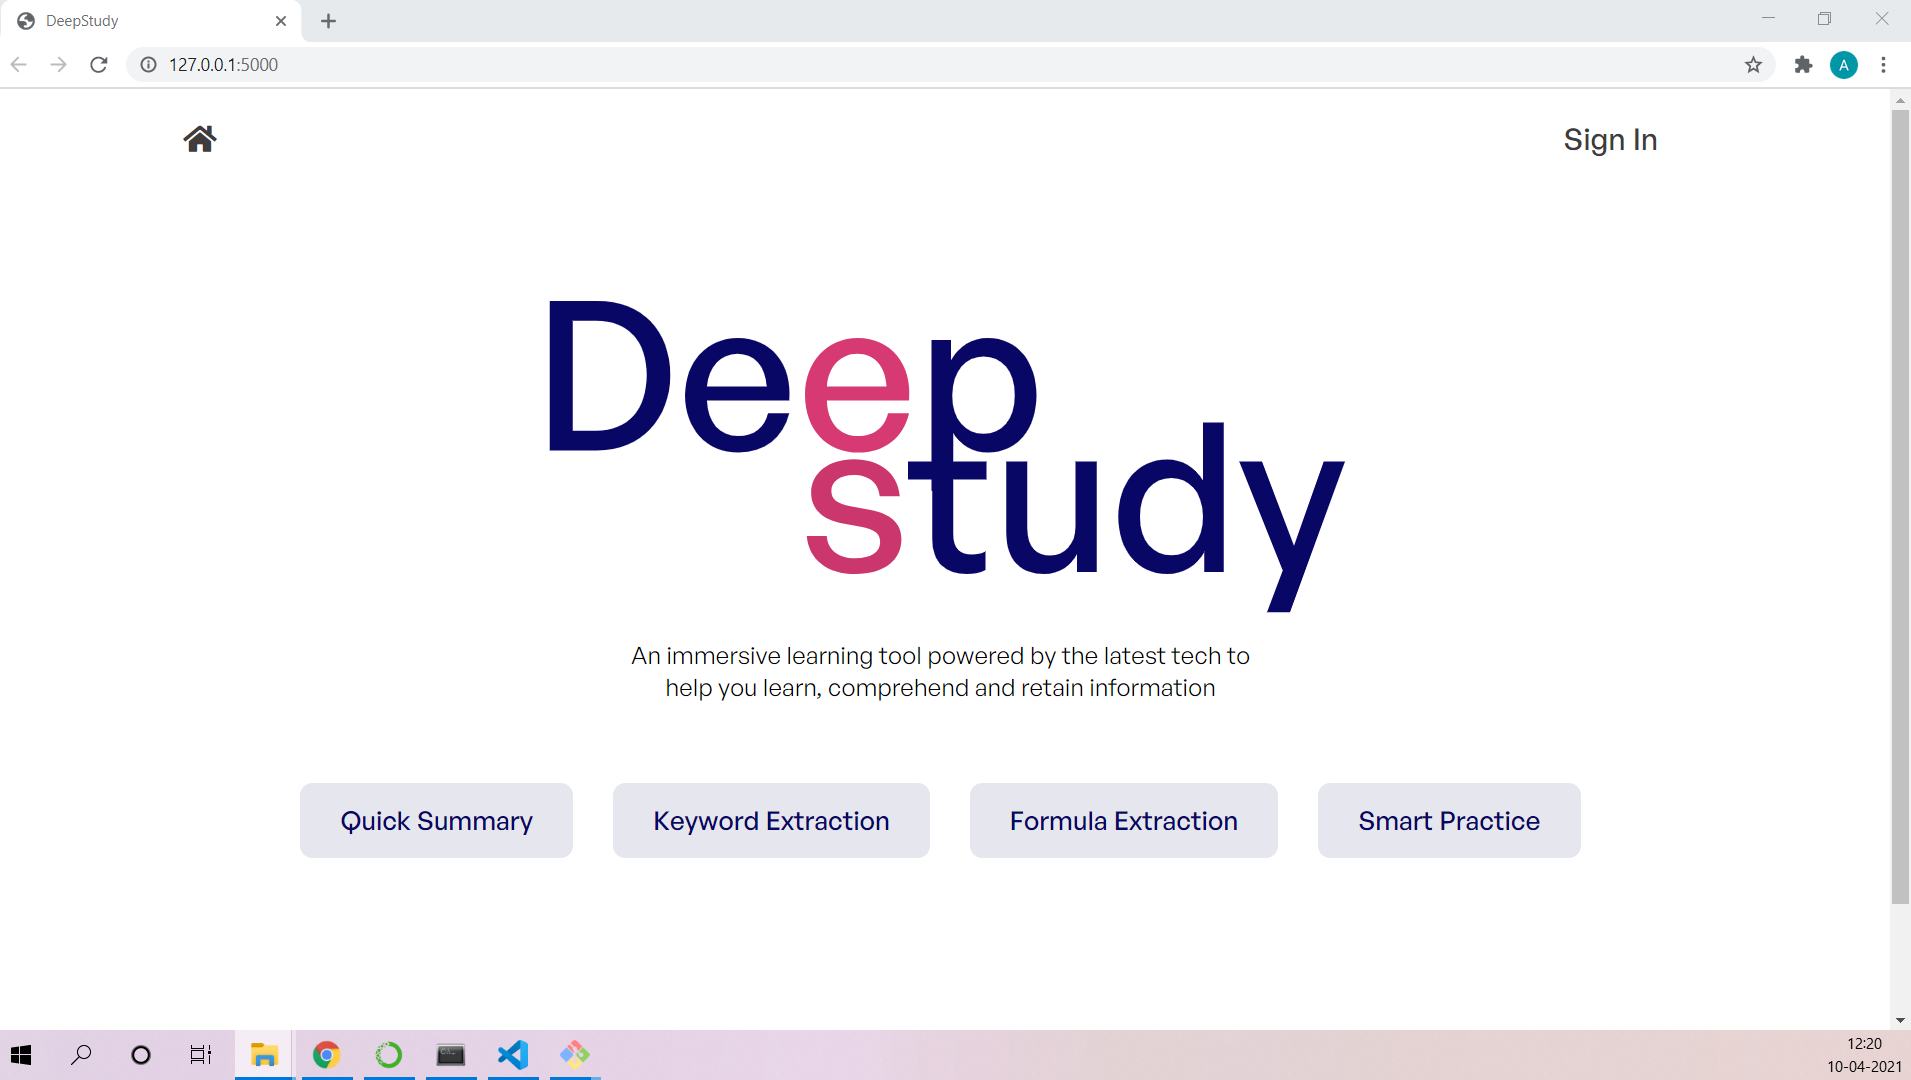 DeepStudy
127.0.0.1:5000
A
Sign In
Deep
study
An immersive learning tool powered by the latest tech to
help you learn, comprehend and retain information
Quick Summary
Keyword Extraction
Formula Extraction
Smart Practice
12:20
10-04-2021